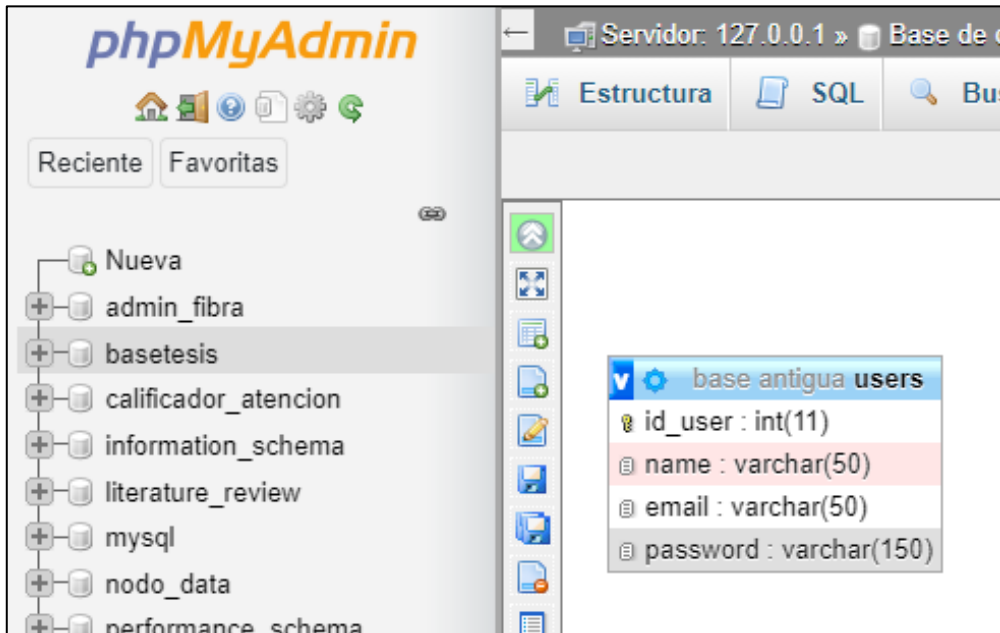 phpMyAdmin
Reciente Favoritas
Nueva
admin_fibra
basetesis
calificador_atencion
information_schema
literature_review
mysql
nodo_data
performance_schema
← Servidor: 127.0.0.1 » Base de
Estructura SQL Bus
v base antigua users
id_user : int(11)
name : varchar(50)
email : varchar(50)
password : varchar(150)